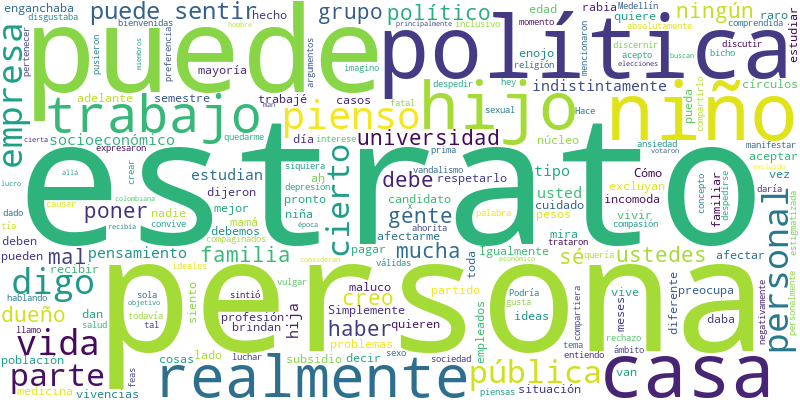 estrato
persona
puede
política
niño
casa
hijo
realmente
trabajo
vida
pienso
parte
digo
cierto
personal
pública
empresa
puede sentir
familia
grupo
político
ningún
universidad
gente
mucha
debe
creo
haber
mal
poner
dueño
ustedes
usted
sé
socioeconómico
indistintamente
enganchaba
disgustaba
bienvenidas
hecho
edad
momento
inclusivo
rabia
quiere
Medellín
absolutamente
raro
comprendida
estudiar
principalmente
hombre
miembros
pertenecer
pusieron
preferencias
argumentos
imagino
mayoría
enojo
religión
acepto
elecciones
buscan
discernir
bicho
discutir
mencionaron
adelante
semestre
trabajé
casos
despedir
hey
fatal
sexual
Hace
pueda
compartirlo
círculos
cierta
expresaron
quedarme
interese
día
núcleo
prima
ansiedad
votaron
manifestar
aceptar
lucro
allá
crear
colombiana
estudian
siquiera
depresión
ah
vandalismo
respetarlo
tipo
excluyan
Cómo
vez
excluido
causar
recibía
dijeron
pronto
candidato
cuidado
pesos
incomoda
familiar
concepto
despedirse
daría
estigmatizada
dado
nadie
mejor
niña
x
palabra
vivir
compasión
tía
convive
mamá
época
ahorita
afectarme
trataron
deben
debemos
compaginados
consideran
pagar
válidas
Igualmente
mira
quería
afectar
pueden
pensamiento
recibir
ideales
siento
sintió
maluco
toda
económico
preocupa
negativamente
hablando
sola
objetivo
vulgar
hija
Simplemente
partido
Podría
gusta
compartiera
vive
meses
diferente
daba
personalmente
todavía
tal
profesión
quieren
ideas
rechazo
dan
salud
llamo
brindan
problemas
empleados
tema
entiendo
ámbito
población
cosas
lado
subsidio
decir
sexo
sociedad
situación
van
medicina
vivencias
feas
luchar
piensas